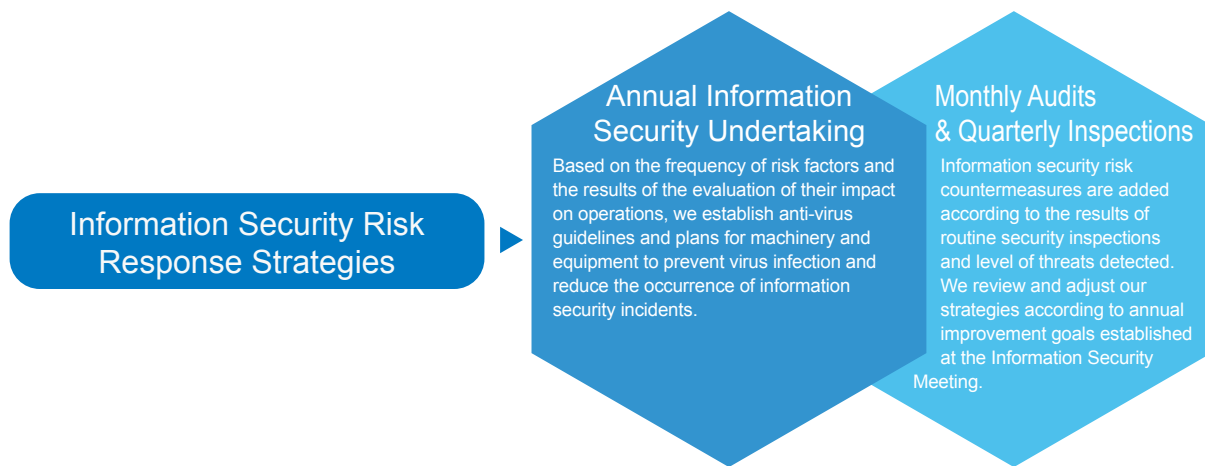 Information Security Risk
Response Strategies
Annual Information
Security Undertaking
Based on the frequency of risk factors and
the results of the evaluation of their impact
on operations, we establish anti-virus
guidelines and plans for machinery and
equipment to prevent virus infection and
reduce the occurrence of information
security incidents.
Monthly Audits
& Quarterly Inspections
Information security risk
countermeasures are added
according to the results of
routine security inspections
and level of threats detected.
We review and adjust our
strategies according to annual
improvement goals established
at the Information Security
Meeting.